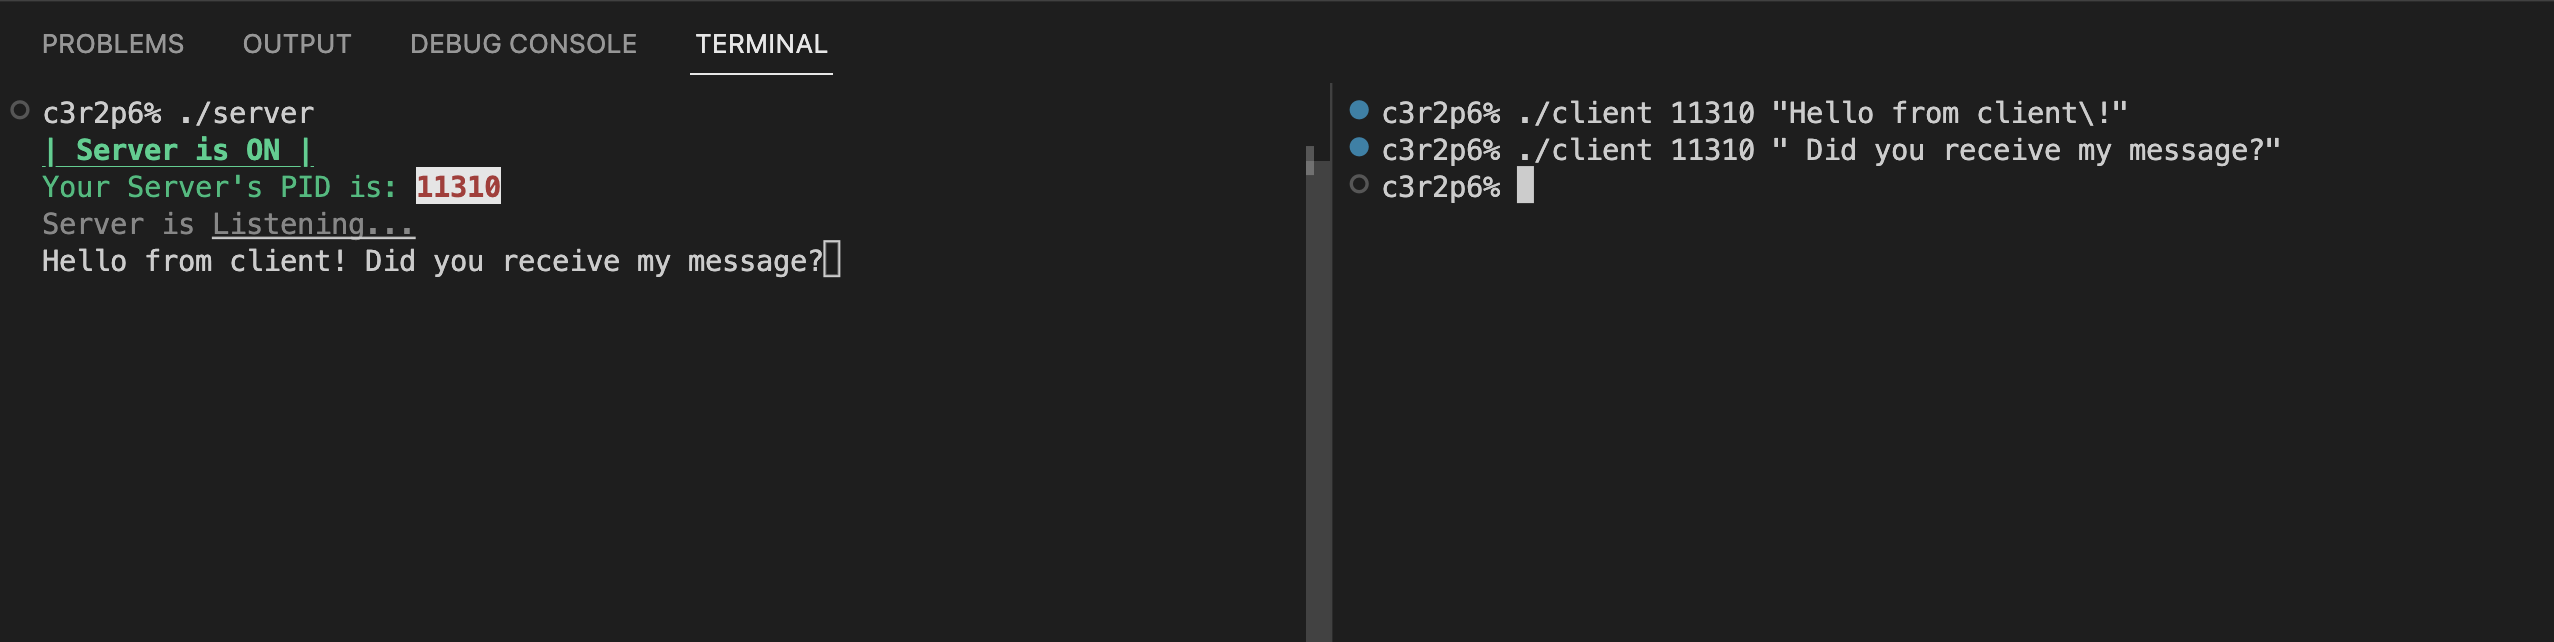 PROBLEMS OUTPUT DEBUG CONSOLE TERMINAL
c3r2p6% ./server
| Server is ON |
Your Server's PID is: 11310
Server is Listening...
Hello from client! Did you receive my message?
c3r2p6% ./client 11310 "Hello from client\!"
c3r2p6% ./client 11310 " Did you receive my message?"
c3r2p6%